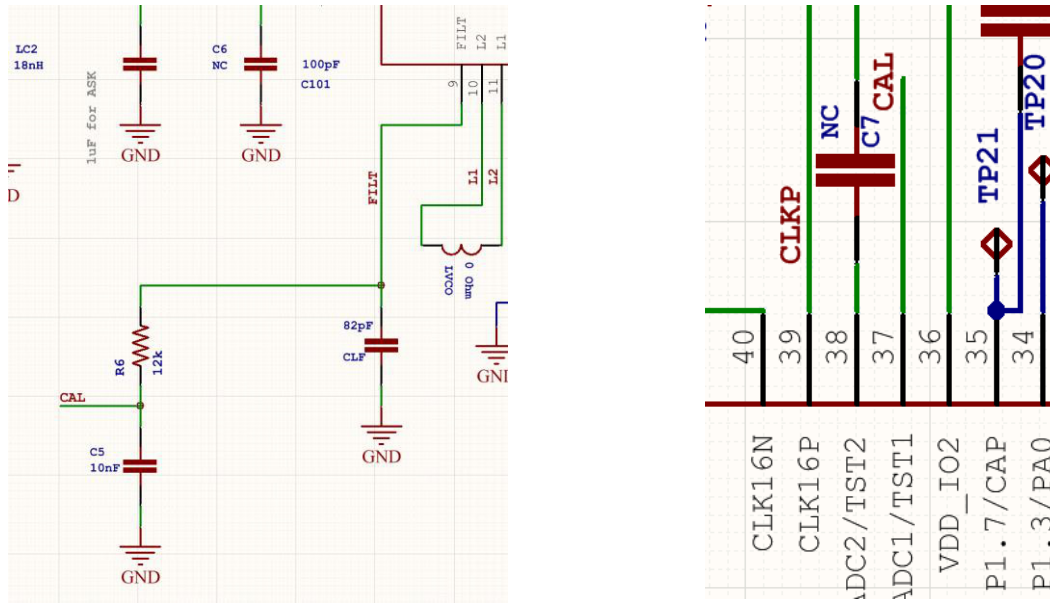 LC2
18nH
1uF for ASK
GND
C6
NC
GND
100pF
C101
FILT
L2
L1
9
10
11
FILT
L1
L2
0 Ohm
LVCO
82pF
CLF
GND
R6
12k
CAL
C5
10nF
GND
D
CLKP
NC
C7
CAL
TP21
TP20
40
39
38
37
36
35
34
CLK16N
CLK16P
ADC2/TST2
ADC1/TST1
VDD_IO2
P1.7/CAP
P1.3/PA0